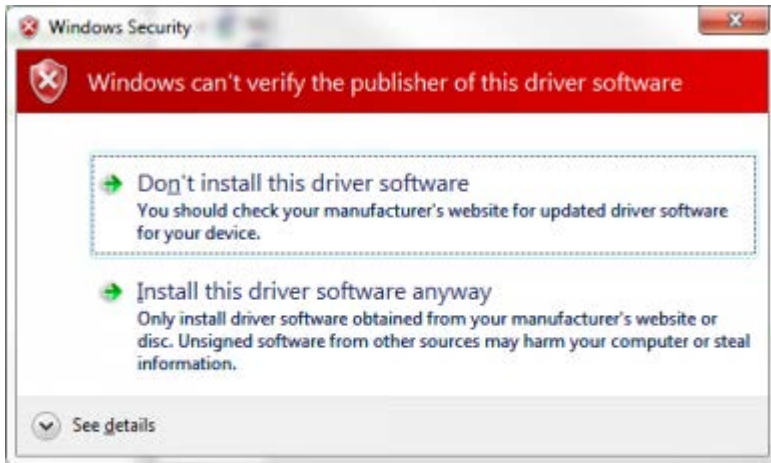 Windows Security
Windows can't verify the publisher of this driver software
Don't install this driver software
You should check your manufacturer's website for updated driver software
for your device.
Install this driver software anyway
Only install driver software obtained from your manufacturer's website or
disc. Unsigned software from other sources may harm your computer or steal
information.
See details